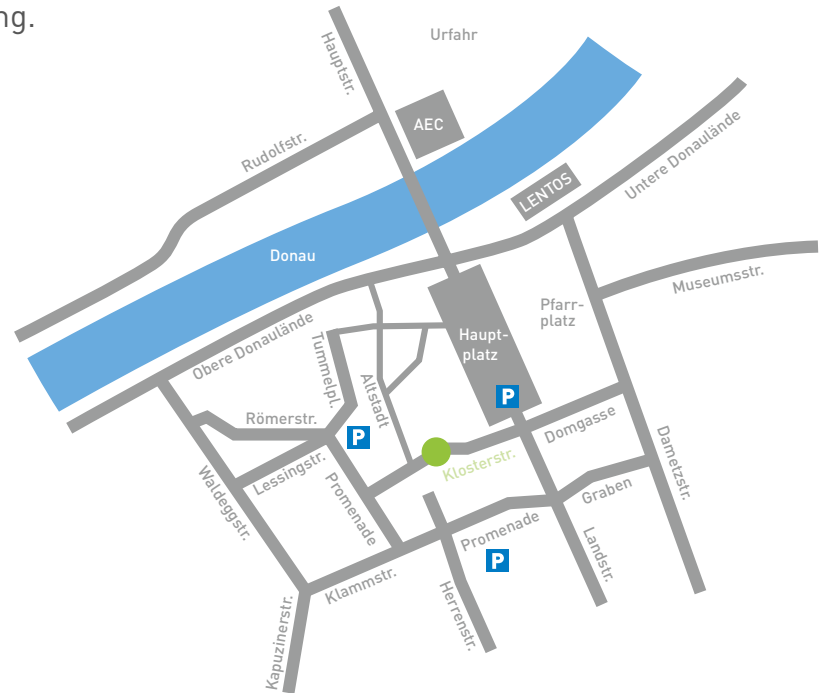 ng.
Urfahr
Hauptstr.
AEC
Rudolfstr.
LENTOS
Untere Donaulände
Donau
Museumsstr.
Pfarr-
platz
Obere Donaulände
Haupt-
platz
Tummelpl.
Altstadt
P
Römerstr.
P
Domgasse
Klosterstr.
Lessingstr.
Waldeggstr.
Promenade
Dametzstr.
Graben
Promenade
P
Landstr.
Klammstr.
Herrenstr.
Kapuzinerstr.